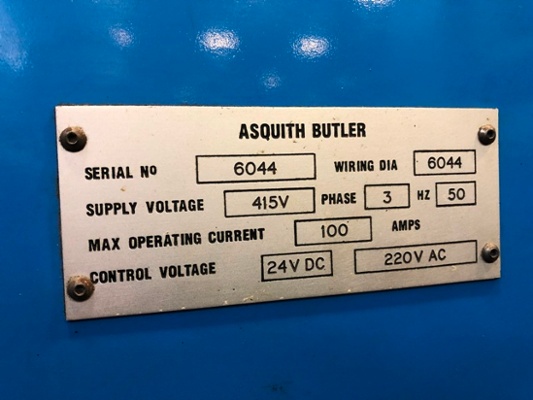 ASQUITH BUTLER
SERIAL NO 6044 WIRING DIA 6044
SUPPLY VOLTAGE 415V PHASE 3 HZ 50
MAX OPERATING CURRENT 100 AMPS
CONTROL VOLTAGE 24V DC 220V AC